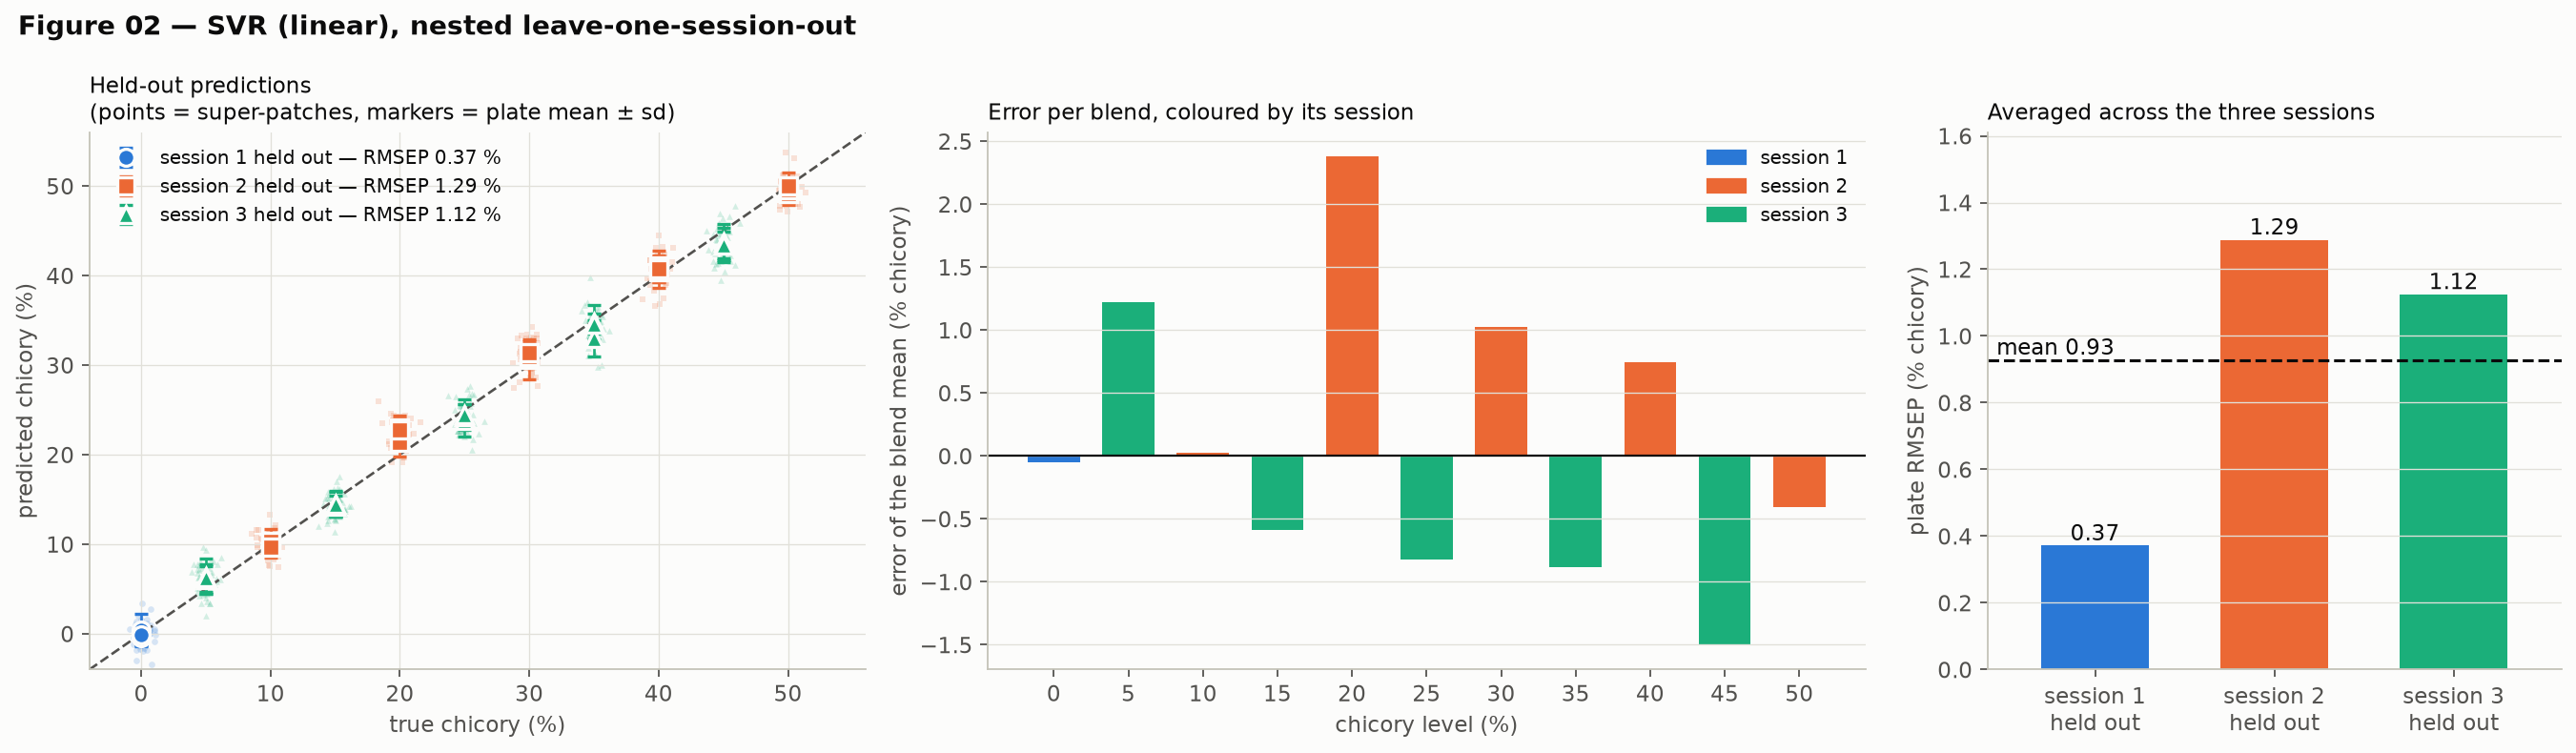 Figure 02 — SVR (linear), nested leave-one-session-out
Held-out predictions
(points = super-patches, markers = plate mean ± sd)
session 1 held out — RMSEP 0.37 %
session 2 held out — RMSEP 1.29 %
session 3 held out — RMSEP 1.12 %
predicted chicory (%)
50
40
30
20
10
0
0 10 20 30 40 50
true chicory (%)
Error per blend, coloured by its session
session 1
session 2
session 3
error of the blend mean (% chicory)
2.5
2.0
1.5
1.0
0.5
0.0
−0.5
−1.0
−1.5
0 5 10 15 20 25 30 35 40 45 50
chicory level (%)
Averaged across the three sessions
plate RMSEP (% chicory)
1.6
1.4
1.2
1.0
0.8
0.6
0.4
0.2
0.0
mean 0.93
0.37
1.29
1.12
session 1 session 2 session 3
held out held out held out